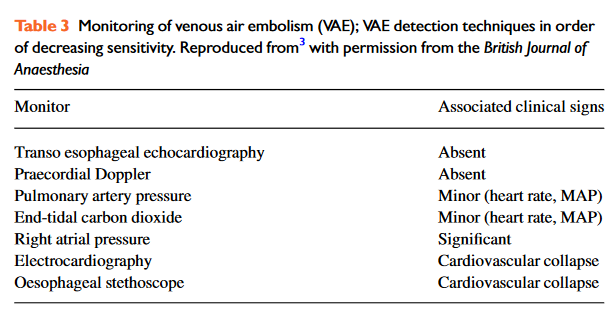 Table 3 Monitoring of venous air embolism (VAE); VAE detection techniques in order
of decreasing sensitivity. Reproduced from3 with permission from the British Journal of
Anaesthesia
Monitor Associated clinical signs
Transo esophageal echocardiography Absent
Praecordial Doppler Absent
Pulmonary artery pressure Minor (heart rate, MAP)
End-tidal carbon dioxide Minor (heart rate, MAP)
Right atrial pressure Significant
Electrocardiography Cardiovascular collapse
Oesophageal stethoscope Cardiovascular collapse